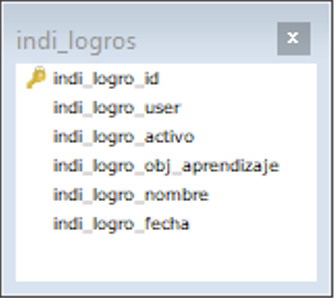 indi_logros
x
indi_logro_id
indi_logro_user
indi_logro_activo
indi_logro_obj_aprendizaje
indi_logro_nombre
indi_logro_fecha